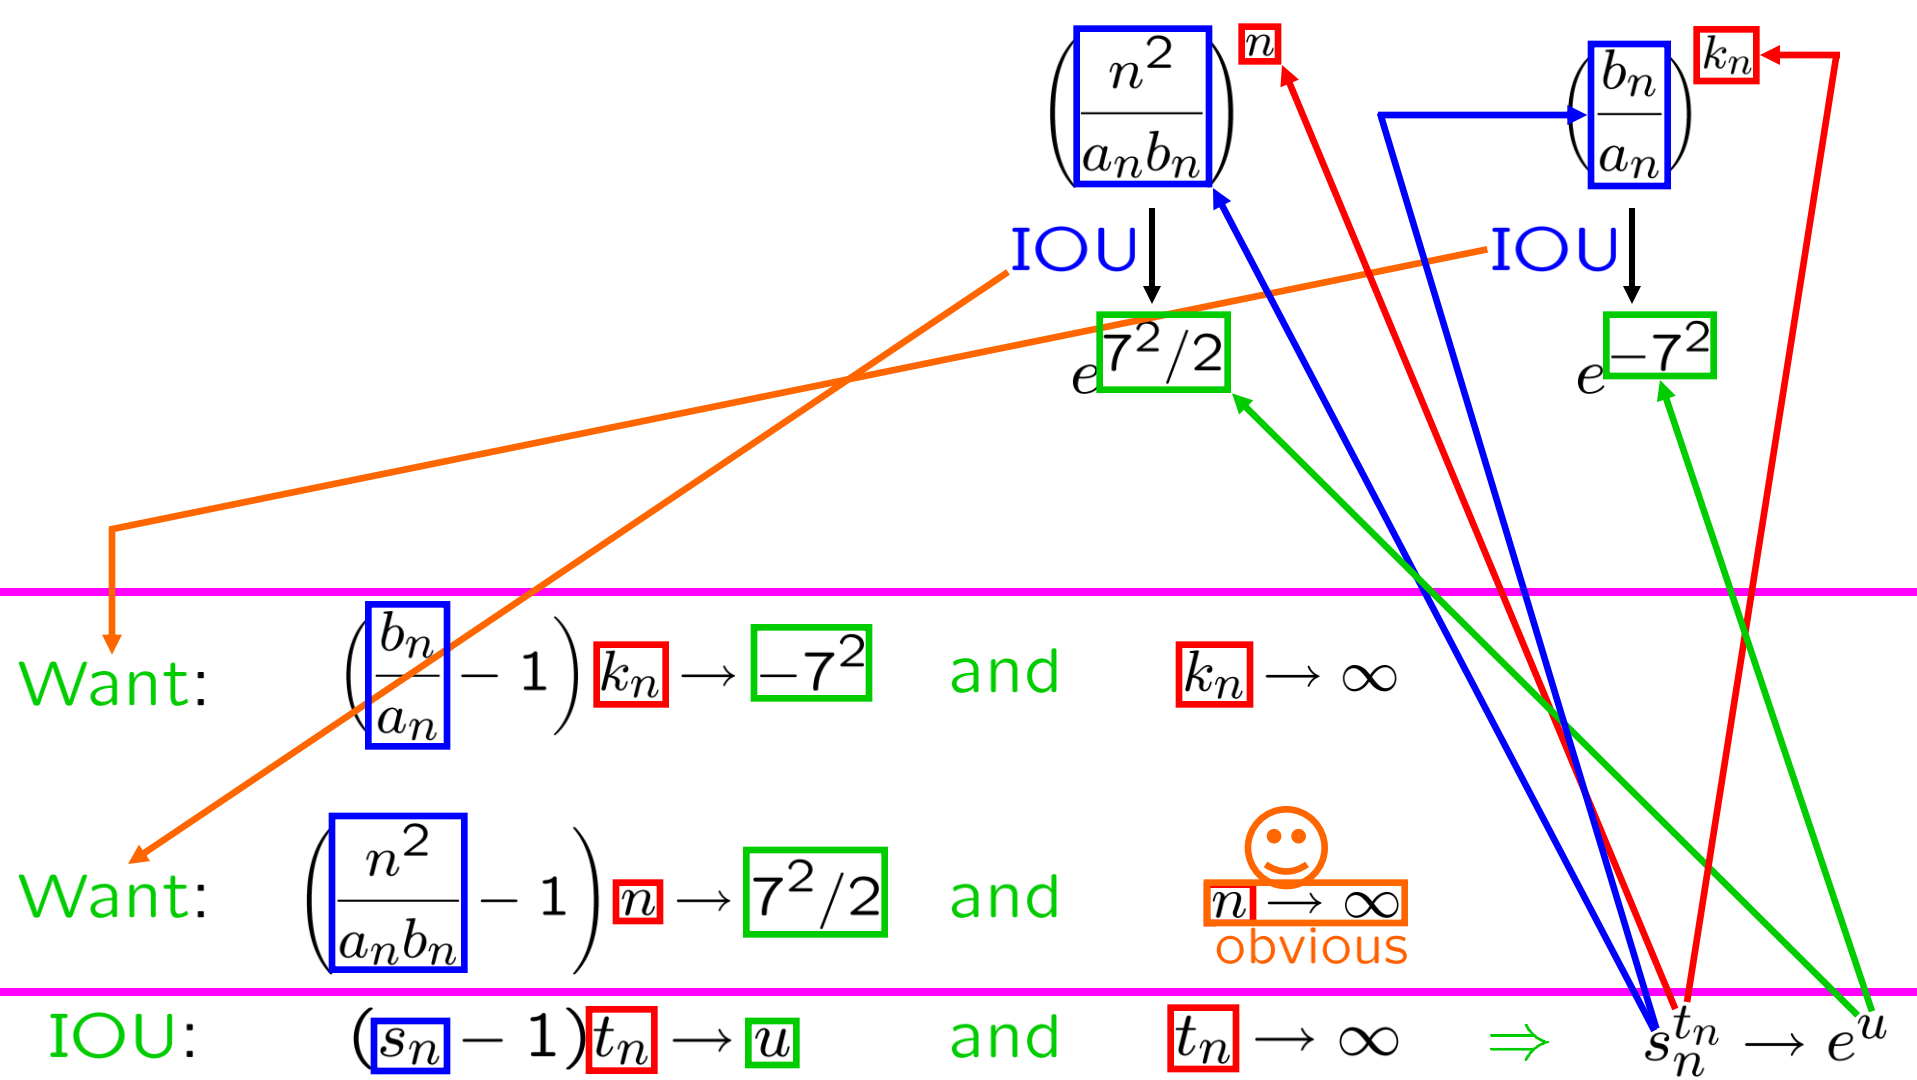 (n²/(aₙbₙ))ⁿ (bₙ/aₙ)^(kₙ)
IOU ↓ IOU ↓
e^(7²/2) e^(−7²)
Want: (bₙ/aₙ − 1) kₙ → −7² and kₙ → ∞
Want: (n²/(aₙbₙ) − 1) n → 7²/2 and n → ∞
obvious
IOU: (sₙ − 1) tₙ → u and tₙ → ∞ ⇒ sₙ^(tₙ) → e^u